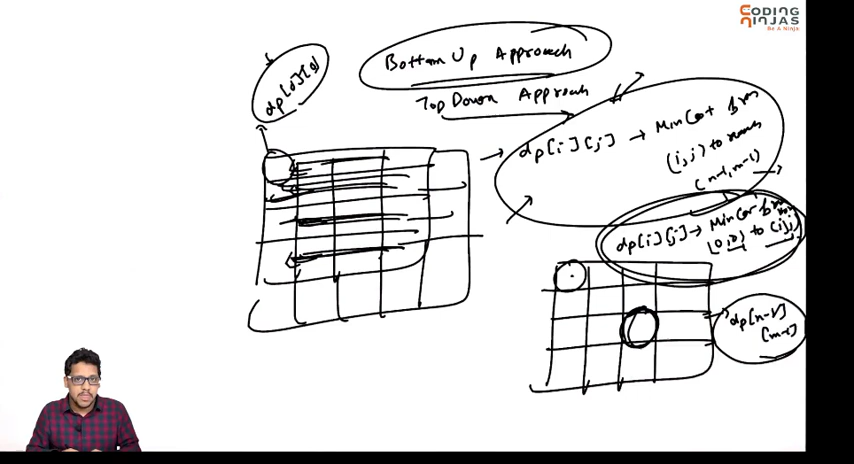 CODING
NINJAS
BE A NINJA
Bottom Up Approach
Top Down Approach
dp[0][0]
dp[i][j] → Min Cost from
(i,j) to reach
(n-1, m-1)
dp[i][j] → Min Cost from
(0,0) to (i,j)
dp[n-1]
[m-1]